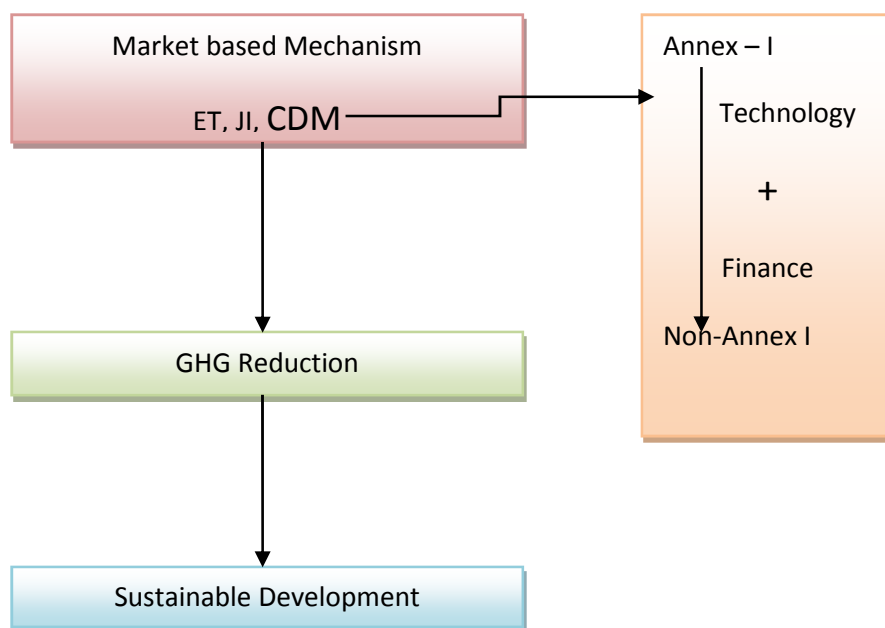 Market based Mechanism
ET, JI, CDM
Annex – I
Technology
+
Finance
Non-Annex I
GHG Reduction
Sustainable Development